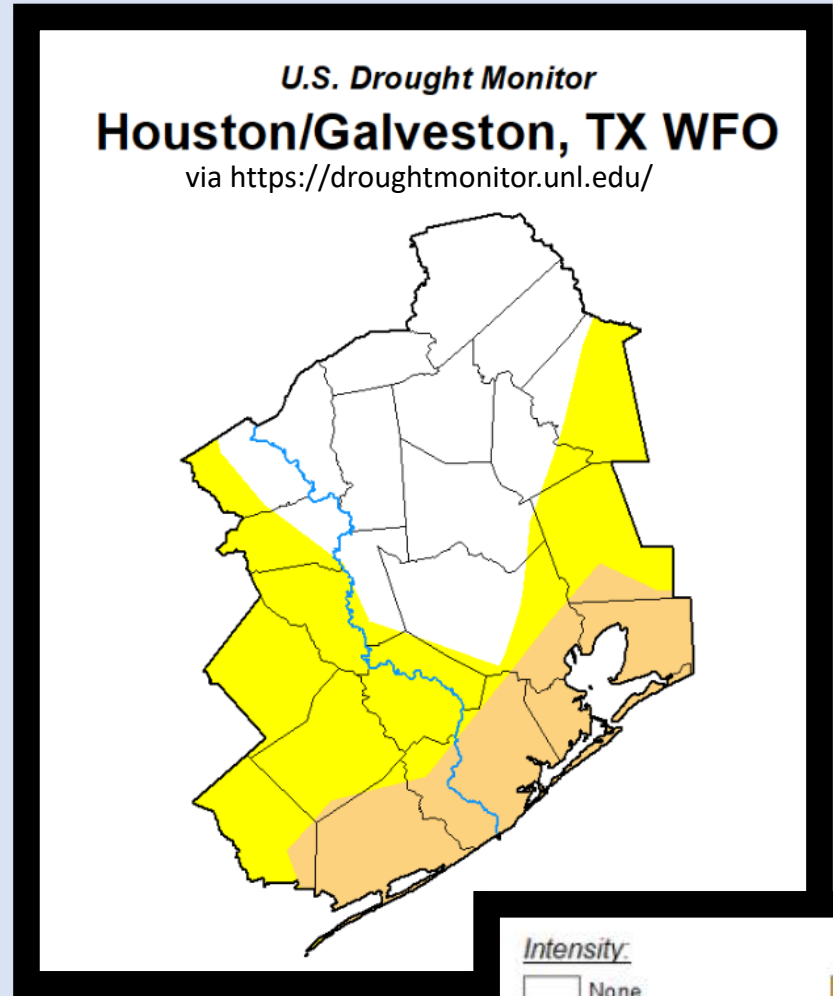 U.S. Drought Monitor
Houston/Galveston, TX WFO
via https://droughtmonitor.unl.edu/
Intensity:
None